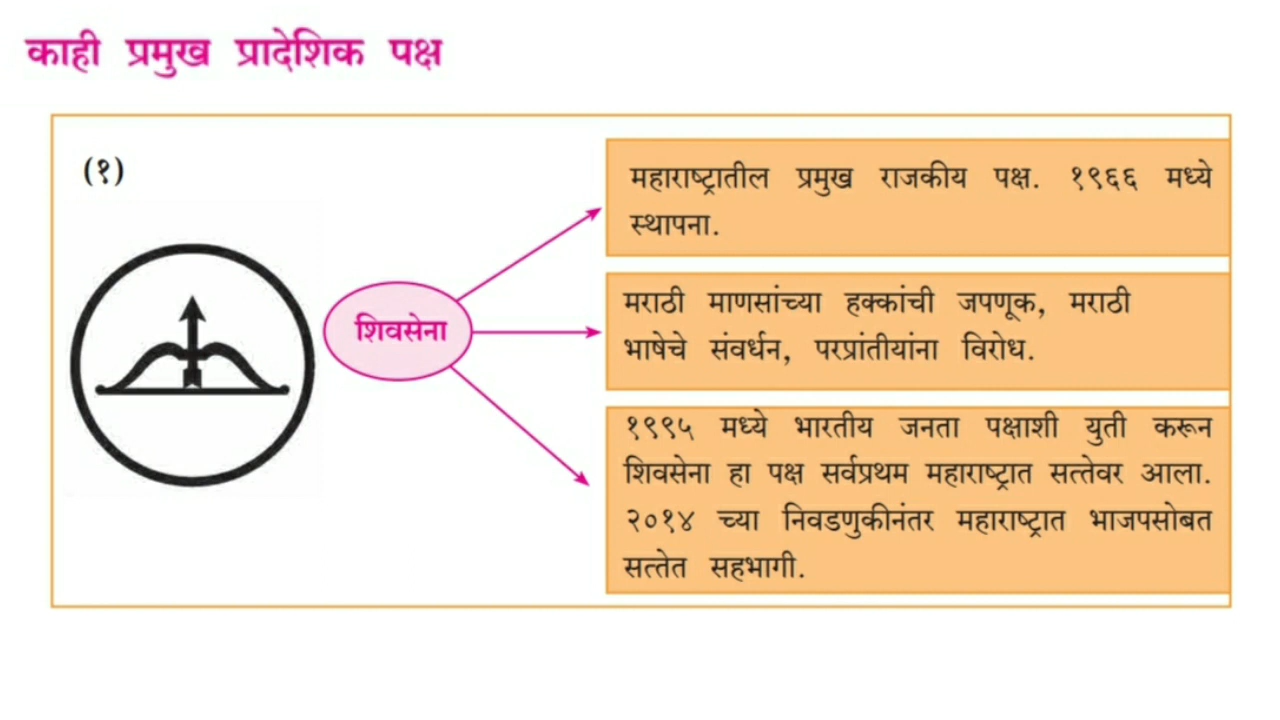 काही प्रमुख प्रादेशिक पक्ष
(१)
शिवसेना
महाराष्ट्रातील प्रमुख राजकीय पक्ष. १९६६ मध्ये
स्थापना.
मराठी माणसांच्या हक्कांची जपणूक, मराठी
भाषेचे संवर्धन, परप्रांतीयांना विरोध.
१९९५ मध्ये भारतीय जनता पक्षाशी युती करून
शिवसेना हा पक्ष सर्वप्रथम महाराष्ट्रात सत्तेवर आला.
२०१४ च्या निवडणुकीनंतर महाराष्ट्रात भाजपसोबत
सत्तेत सहभागी.